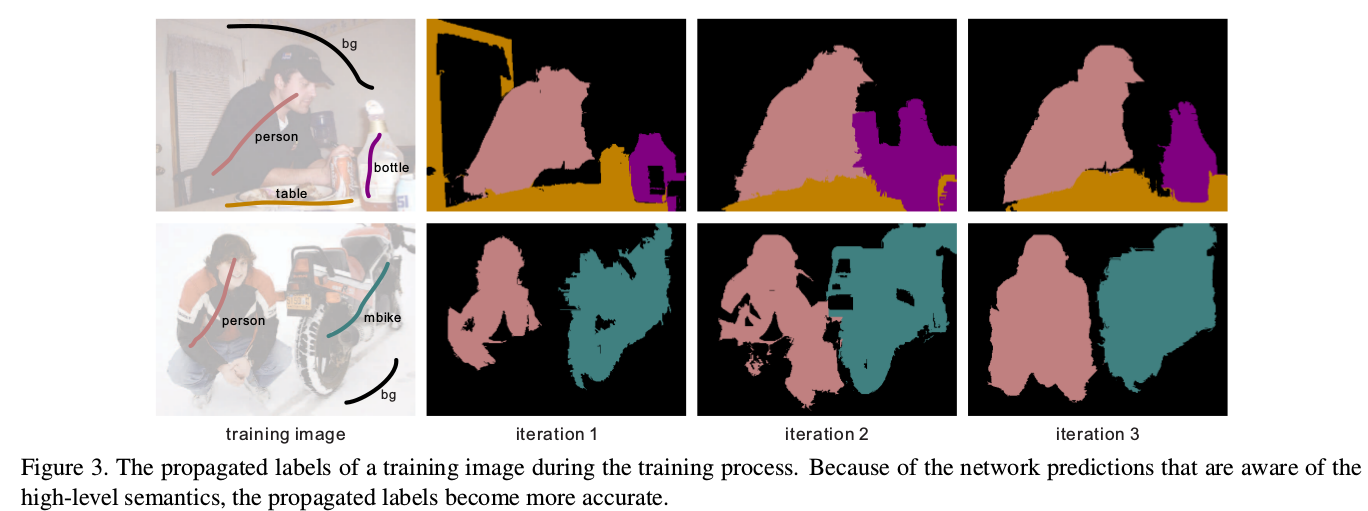 bg
person
bottle
table
person
mbike
bg
training image
iteration 1
iteration 2
iteration 3
Figure 3. The propagated labels of a training image during the training process. Because of the network predictions that are aware of the
high-level semantics, the propagated labels become more accurate.